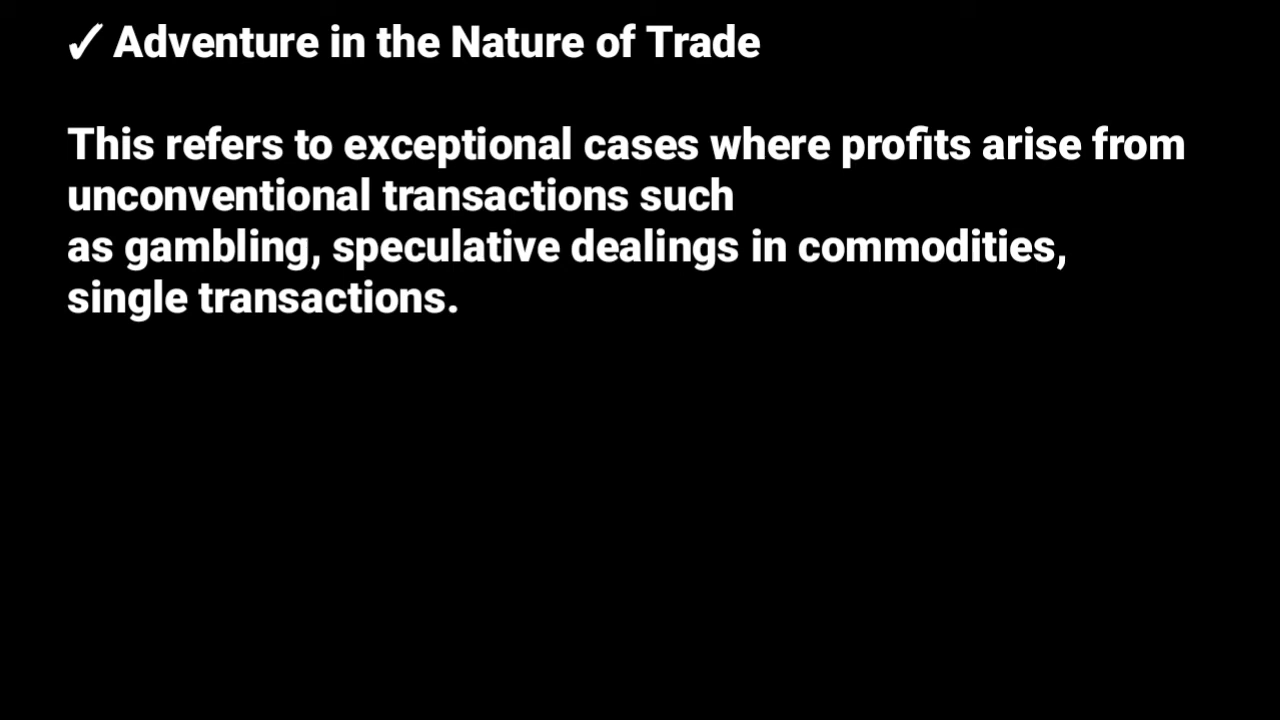 ✓ Adventure in the Nature of Trade
This refers to exceptional cases where profits arise from
unconventional transactions such
as gambling, speculative dealings in commodities,
single transactions.